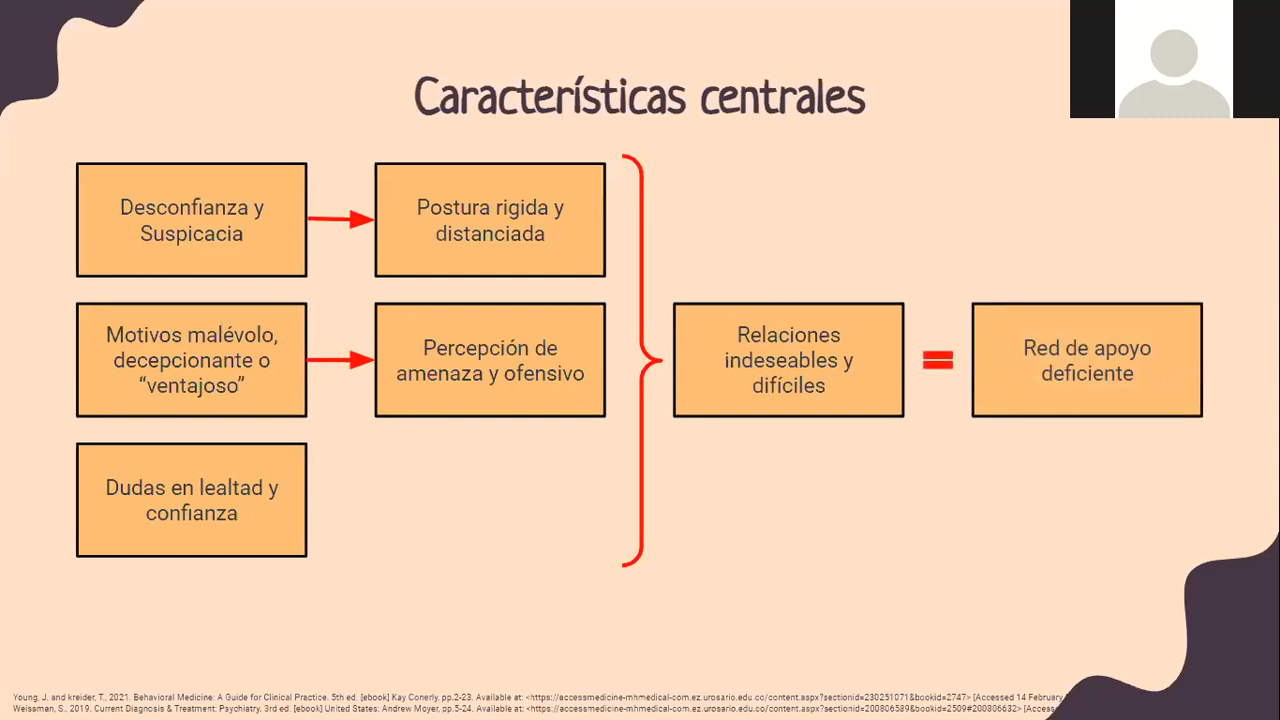 Características centrales
Desconfianza y
Suspicacia
Postura rigida y
distanciada
Motivos malévolo,
decepcionante o
“ventajoso”
Percepción de
amenaza y ofensivo
Relaciones
indeseables y
difíciles
=
Red de apoyo
deficiente
Dudas en lealtad y
confianza
Young, J. and kreider, T., 2021. Behavioral Medicine: A Guide for Clinical Practice. 5th ed. [ebook] Kay Conerly, pp.2-23. Available at: <https://accessmedicine-mhmedical-com.ez.urosario.edu.co/content.aspx?sectionid=230251071&bookid=2747> [Accessed 14 February
Weissman, S., 2019. Current Diagnosis & Treatment: Psychiatry. 3rd ed. [ebook] United States: Andrew Moyer, pp.5-24. Available at: <https://accessmedicine-mhmedical-com.ez.urosario.edu.co/content.aspx?sectionid=200806589&bookid=2509#200806632>